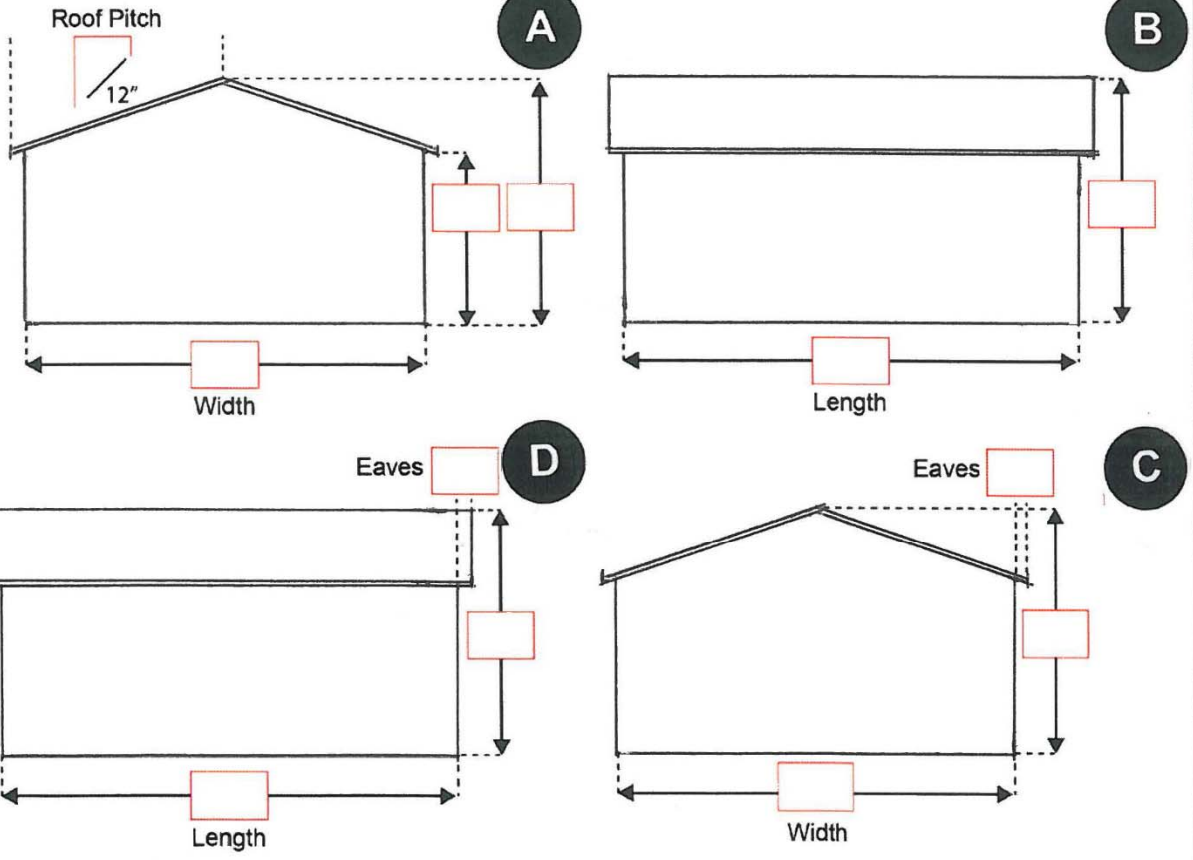 Roof Pitch
12"
A
Width
B
Length
Eaves
D
Length
Eaves
C
Width